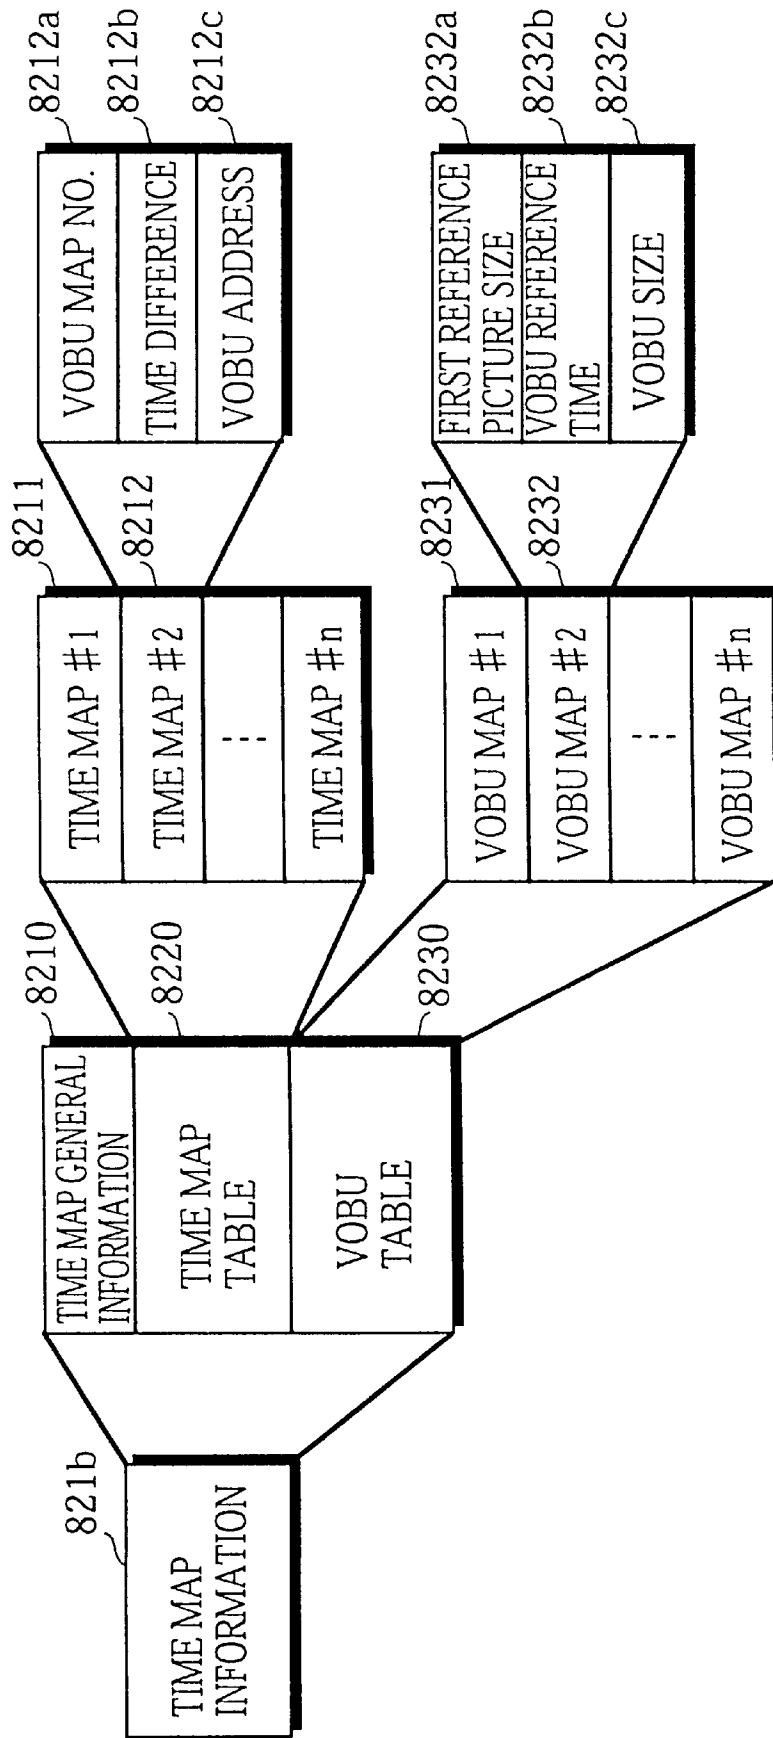 821b
TIME MAP
INFORMATION
8210
TIME MAP GENERAL
INFORMATION
8220
TIME MAP
TABLE
8230
VOBU
TABLE
8211
TIME MAP #1
8212
TIME MAP #2
TIME MAP #n
8231
VOBU MAP #1
8232
VOBU MAP #2
VOBU MAP #n
8212a
VOBU MAP NO.
8212b
TIME DIFFERENCE
8212c
VOBU ADDRESS
8232a
FIRST REFERENCE
PICTURE SIZE
8232b
VOBU REFERENCE
TIME
8232c
VOBU SIZE